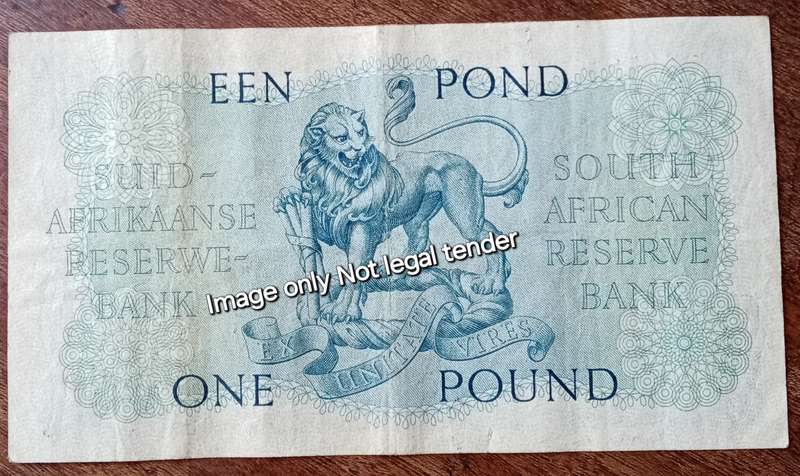 EEN POND
SUID-
AFRIKAANSE
RESERWE-
BANK
SOUTH
AFRICAN
RESERVE
BANK
Image only Not legal tender
EX UNITATE VIRES
ONE POUND